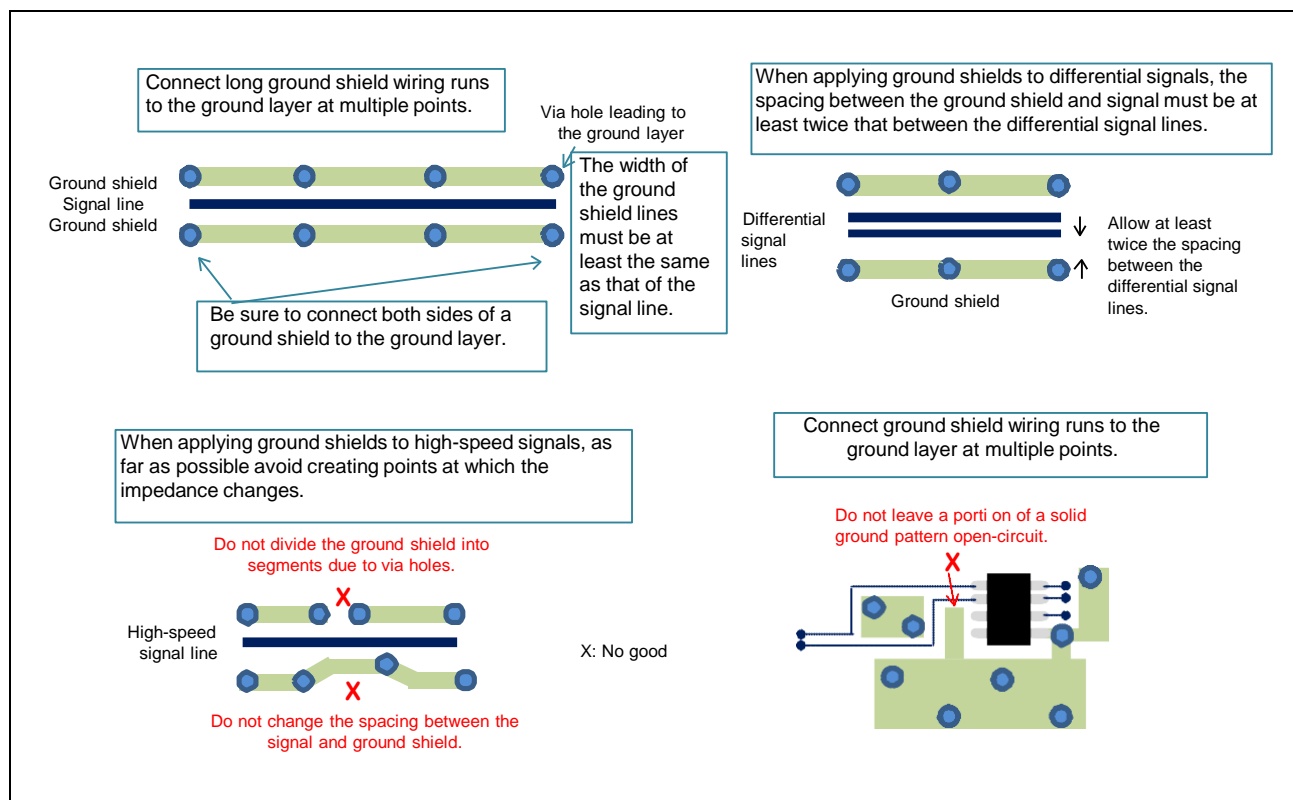 Connect long ground shield wiring runs
to the ground layer at multiple points.
Via hole leading to
the ground layer
Ground shield
Signal line
Ground shield
The width of
the ground
shield lines
must be at
least the same
as that of the
signal line.
Be sure to connect both sides of a
ground shield to the ground layer.
When applying ground shields to differential signals, the
spacing between the ground shield and signal must be at
least twice that between the differential signal lines.
Differential
signal
lines
Allow at least
twice the spacing
between the
differential signal
lines.
Ground shield
When applying ground shields to high-speed signals, as
far as possible avoid creating points at which the
impedance changes.
Do not divide the ground shield into
segments due to via holes.
X
High-speed
signal line
X
Do not change the spacing between the
signal and ground shield.
X: No good
Connect ground shield wiring runs to the
ground layer at multiple points.
Do not leave a porti on of a solid
ground pattern open-circuit.
X